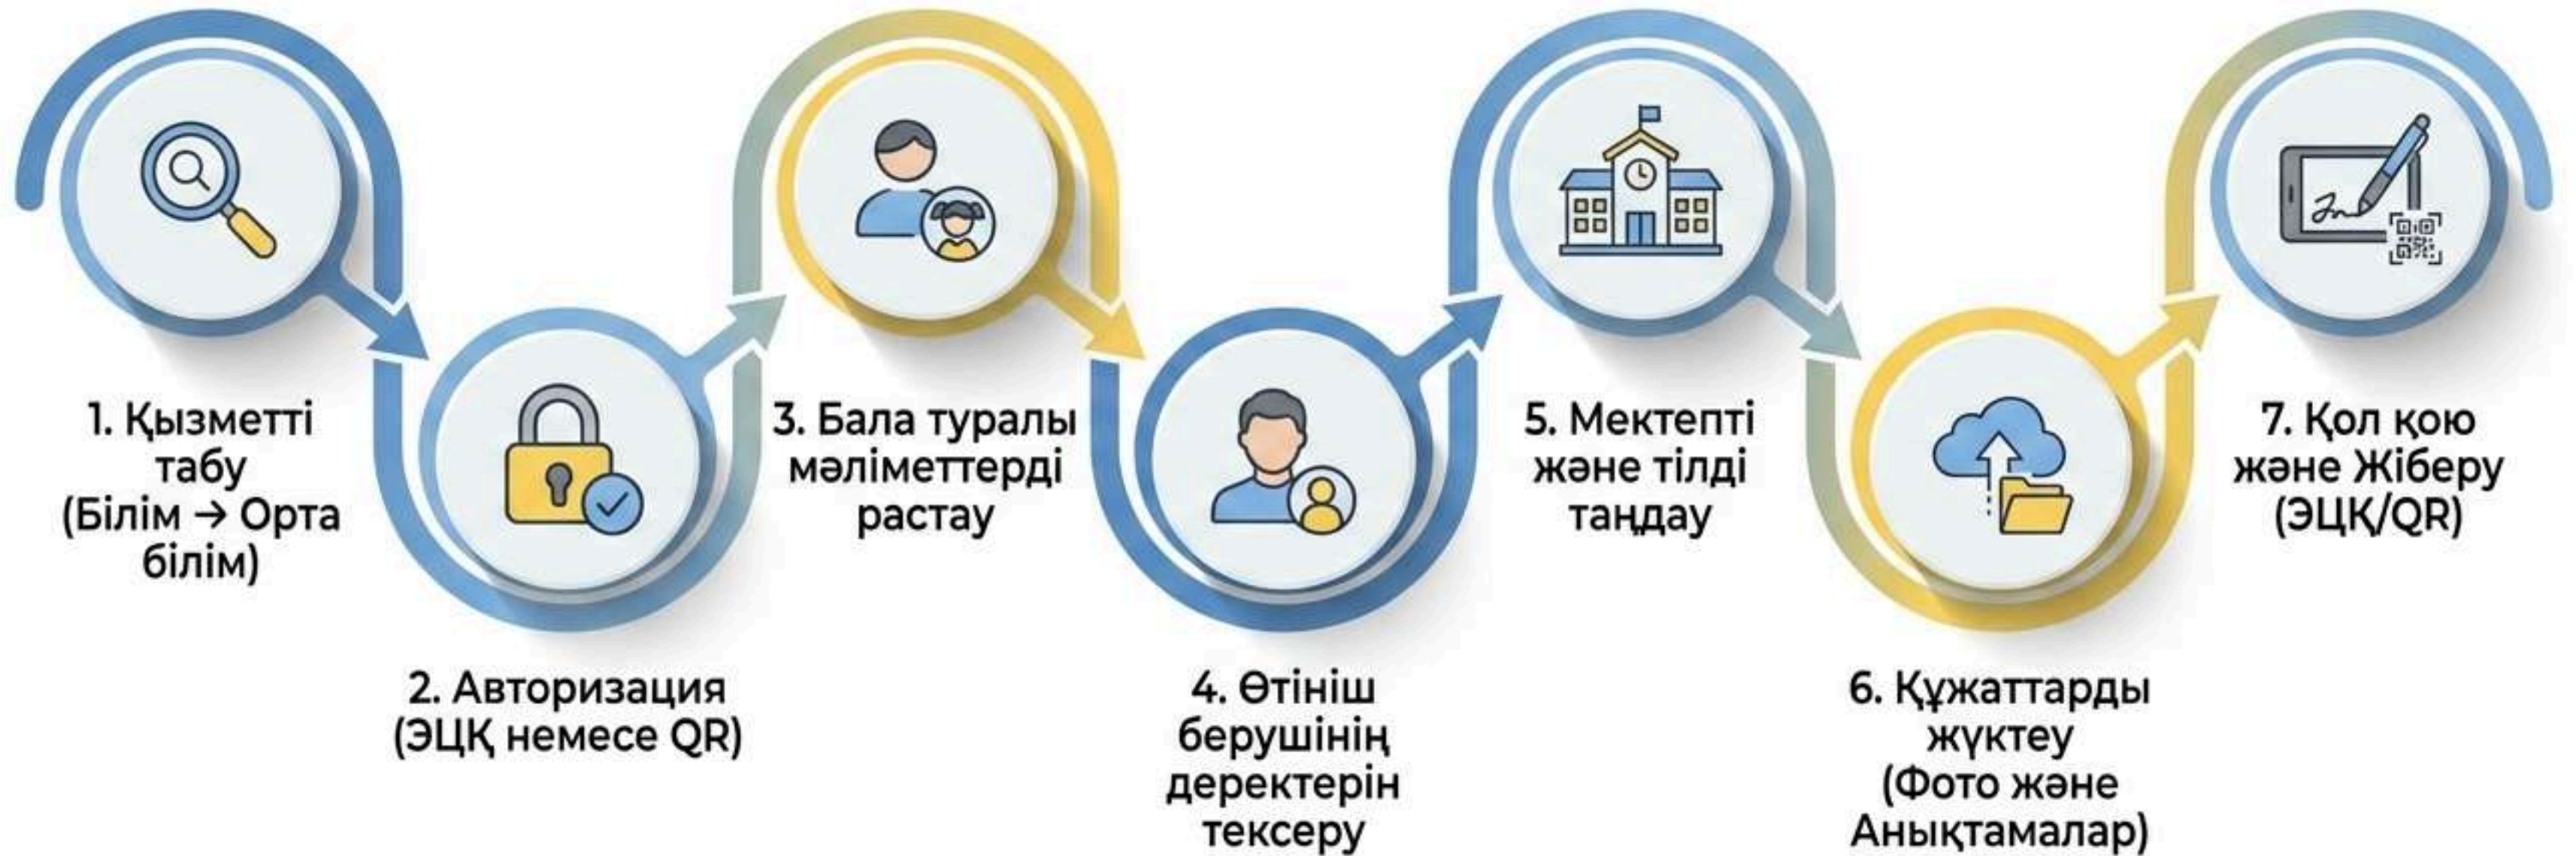 1. Қызметті
табу
(Білім → Орта
білім)
2. Авторизация
(ЭЦҚ немесе QR)
3. Бала туралы
мәліметтерді
растау
4. Өтініш
берушінің
деректерін
тексеру
5. Мектепті
және тілді
таңдау
6. Құжаттарды
жүктеу
(Фото және
Анықтамалар)
7. Қол қою
және Жіберу
(ЭЦҚ/QR)